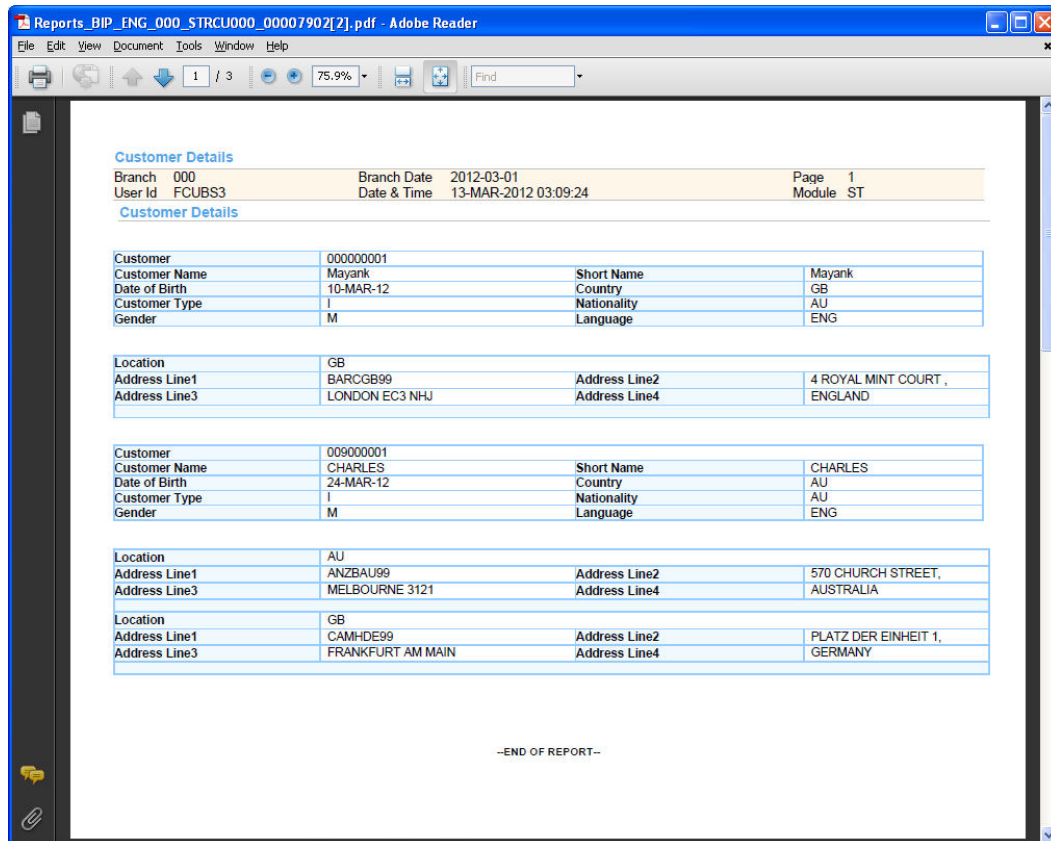 Reports_BIP_ENG_000_STRCU000_00007902[2].pdf - Adobe Reader
File Edit View Document Tools Window Help
1 / 3 75.9% Find
Customer Details
Branch 000 Branch Date 2012-03-01 Page 1
User Id FCUBS3 Date & Time 13-MAR-2012 03:09:24 Module ST
Customer Details
Customer 000000001
Customer Name Mayank Short Name Mayank
Date of Birth 10-MAR-12 Country GB
Customer Type I Nationality AU
Gender M Language ENG
Location GB
Address Line1 BARCGB99 Address Line2 4 ROYAL MINT COURT ,
Address Line3 LONDON EC3 NHJ Address Line4 ENGLAND
Customer 009000001
Customer Name CHARLES Short Name CHARLES
Date of Birth 24-MAR-12 Country AU
Customer Type I Nationality AU
Gender M Language ENG
Location AU
Address Line1 ANZBAU99 Address Line2 570 CHURCH STREET,
Address Line3 MELBOURNE 3121 Address Line4 AUSTRALIA
Location GB
Address Line1 CAMHDE99 Address Line2 PLATZ DER EINHEIT 1,
Address Line3 FRANKFURT AM MAIN Address Line4 GERMANY
--END OF REPORT--